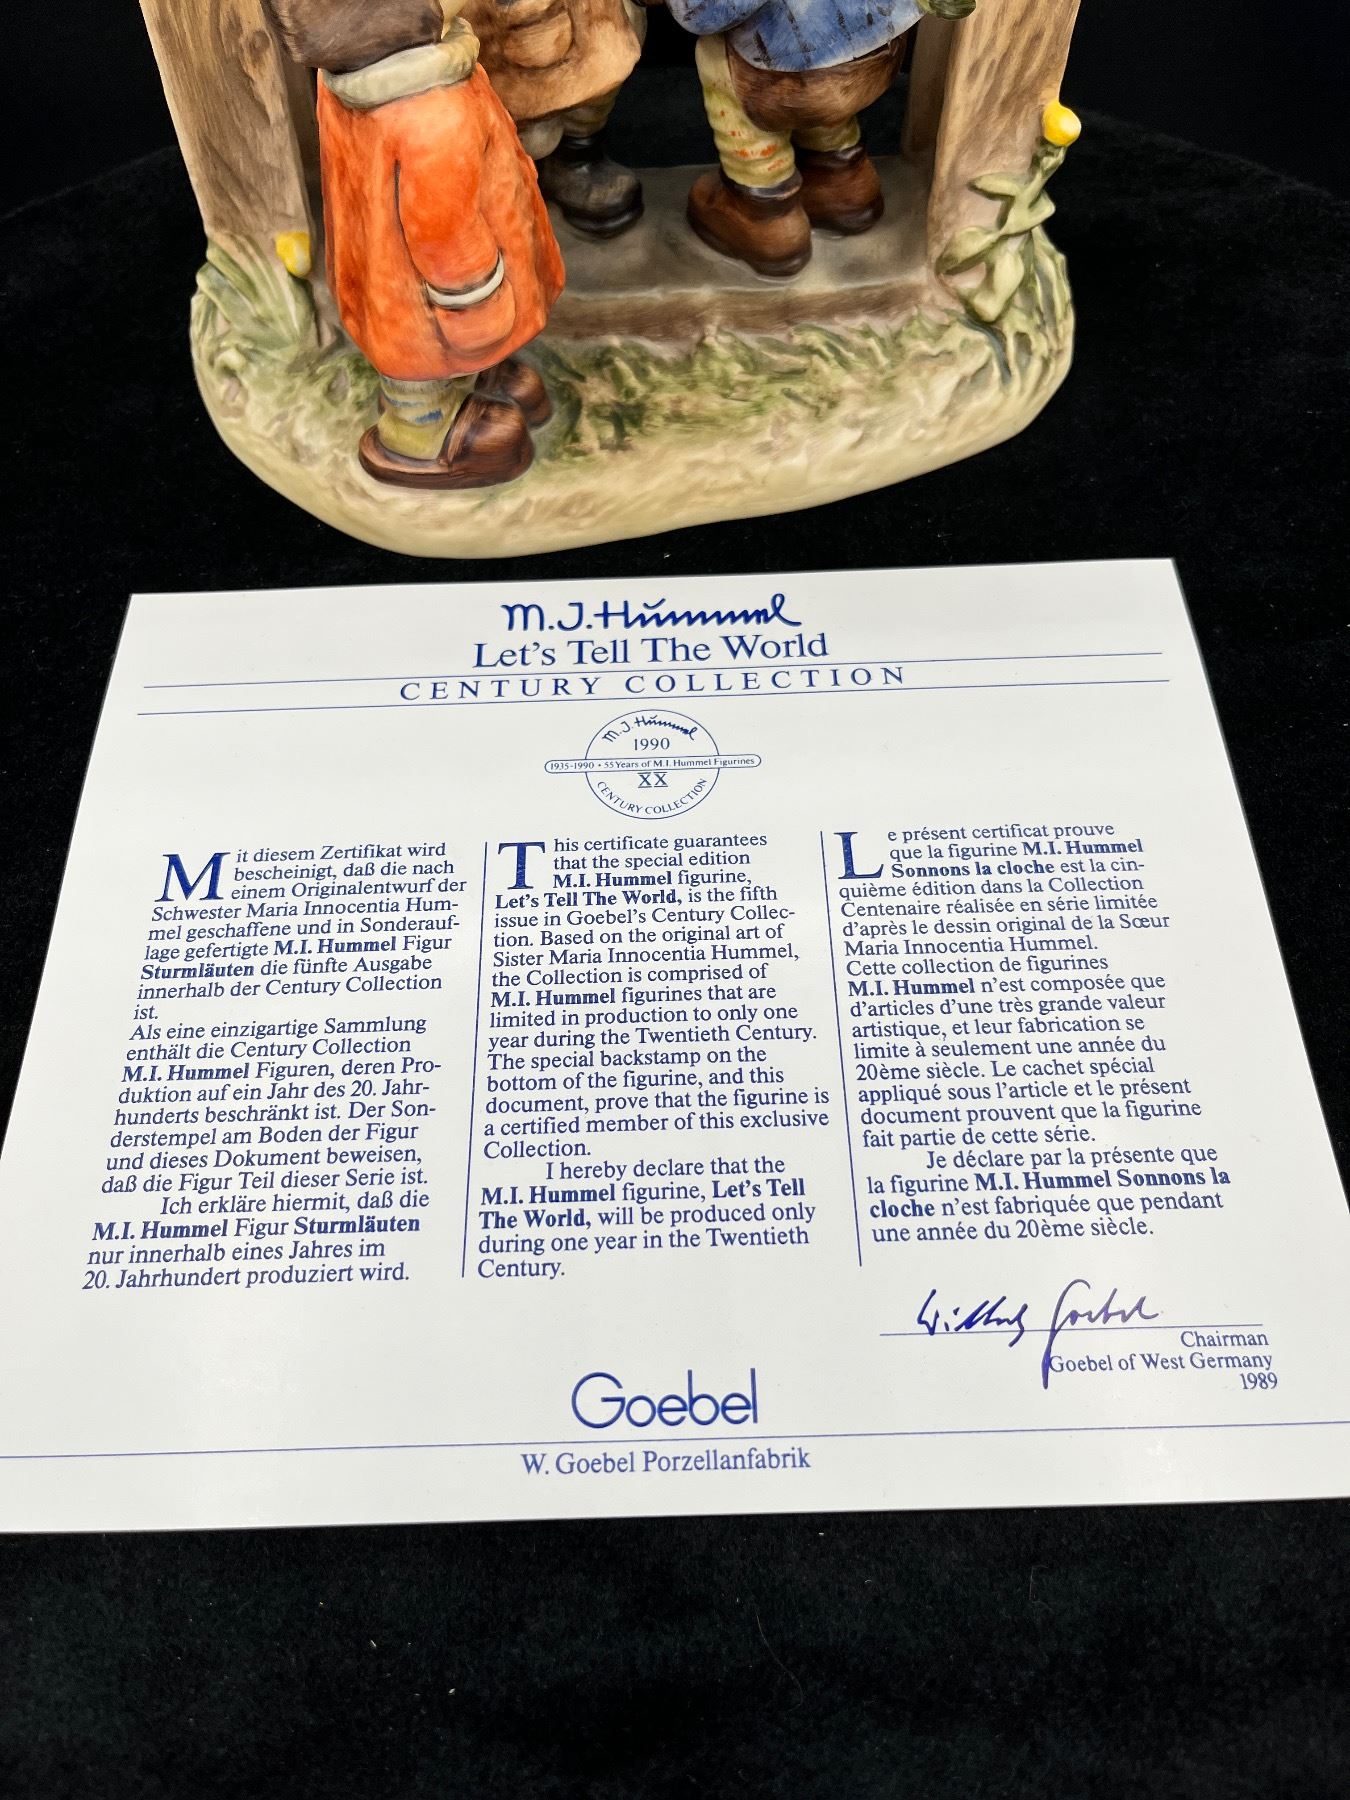 M.J.Hummel
Let's Tell The World
CENTURY COLLECTION
M.J.Hummel
1990
1935-1990 • 55 Years of M.I. Hummel Figurines
XX
CENTURY COLLECTION
Mit diesem Zertifikat wird
bescheinigt, daß die nach
einem Originalentwurf der
Schwester Maria Innocentia Hum-
mel geschaffene und in Sonderauf-
lage gefertigte M.I. Hummel Figur
Sturmläuten die fünfte Ausgabe
innerhalb der Century Collection
ist.
Als eine einzigartige Sammlung
enthält die Century Collection
M.I. Hummel Figuren, deren Pro-
duktion auf ein Jahr des 20. Jahr-
hunderts beschränkt ist. Der Son-
derstempel am Boden der Figur
und dieses Dokument beweisen,
daß die Figur Teil dieser Serie ist.
Ich erkläre hiermit, daß die
M.I. Hummel Figur Sturmläuten
nur innerhalb eines Jahres im
20. Jahrhundert produziert wird.
This certificate guarantees
that the special edition
M.I. Hummel figurine,
Let's Tell The World, is the fifth
issue in Goebel's Century Collec-
tion. Based on the original art of
Sister Maria Innocentia Hummel,
the Collection is comprised of
M.I. Hummel figurines that are
limited in production to only one
year during the Twentieth Century.
The special backstamp on the
bottom of the figurine, and this
document, prove that the figurine is
a certified member of this exclusive
Collection.
I hereby declare that the
M.I. Hummel figurine, Let's Tell
The World, will be produced only
during one year in the Twentieth
Century.
Le présent certificat prouve
que la figurine M.I. Hummel
Sonnons la cloche est la cin-
quième édition dans la Collection
Centenaire réalisée en série limitée
d'après le dessin original de la Sœur
Maria Innocentia Hummel.
Cette collection de figurines
M.I. Hummel n'est composée que
d'articles d'une très grande valeur
artistique, et leur fabrication se
limite à seulement une année du
20ème siècle. Le cachet spécial
appliqué sous l'article et le présent
document prouvent que la figurine
fait partie de cette série.
Je déclare par la présente que
la figurine M.I. Hummel Sonnons la
cloche n'est fabriquée que pendant
une année du 20ème siècle.
Wilhelm Goebel
Chairman
Goebel of West Germany
1989
Goebel
W. Goebel Porzellanfabrik